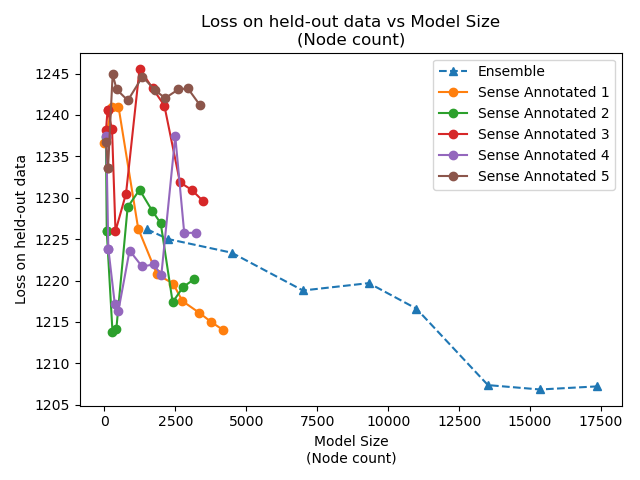 Loss on held-out data vs Model Size
(Node count)
Loss on held-out data
1245
1240
1235
1230
1225
1220
1215
1210
1205
Ensemble
Sense Annotated 1
Sense Annotated 2
Sense Annotated 3
Sense Annotated 4
Sense Annotated 5
0 2500 5000 7500 10000 12500 15000 17500
Model Size
(Node count)